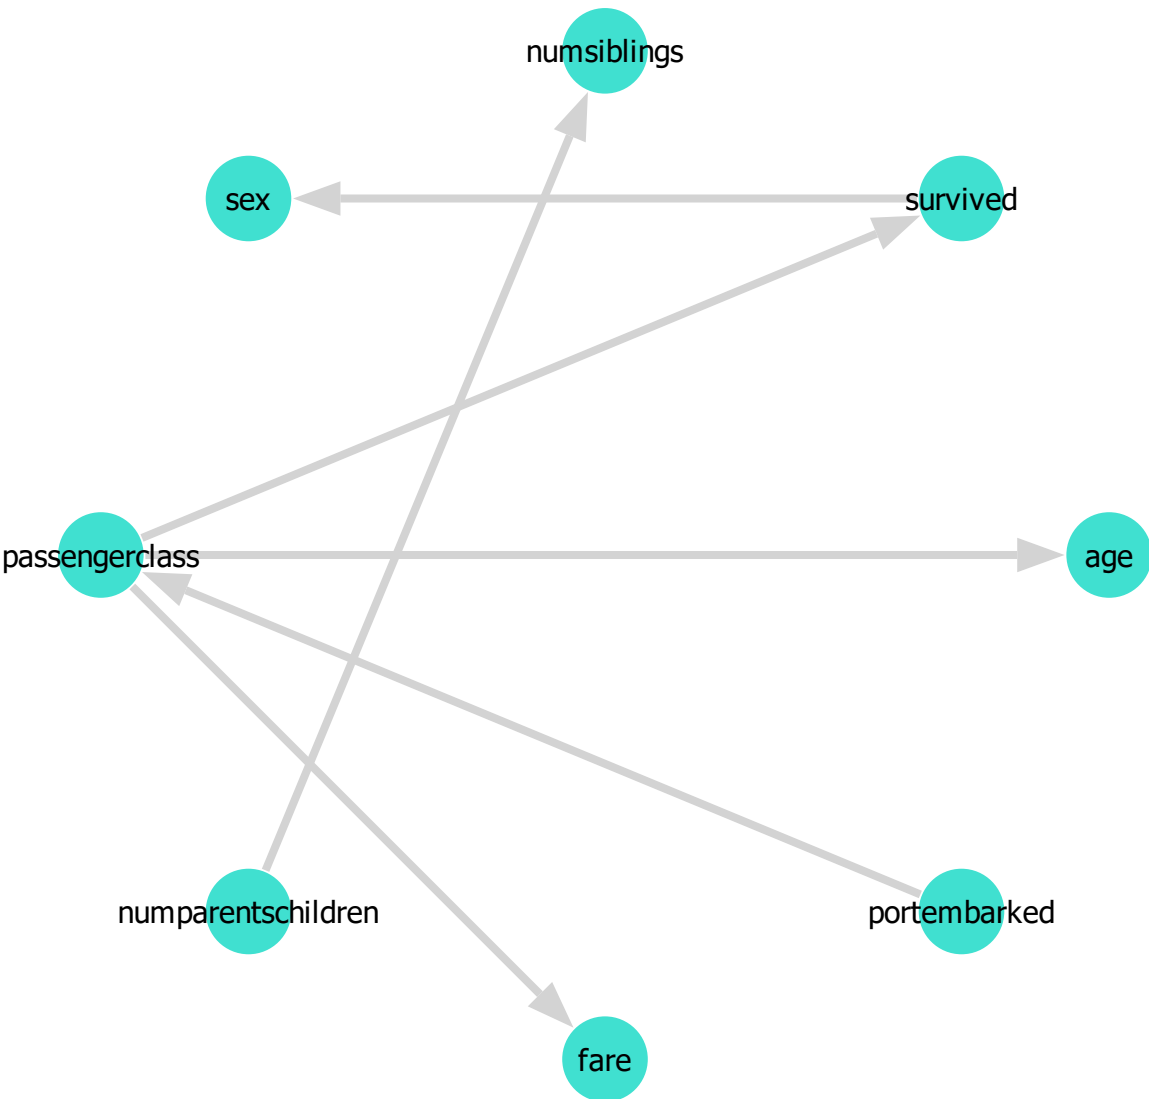 numsiblings
sex
survived
passengerclass
age
numparentschildren
portembarked
fare